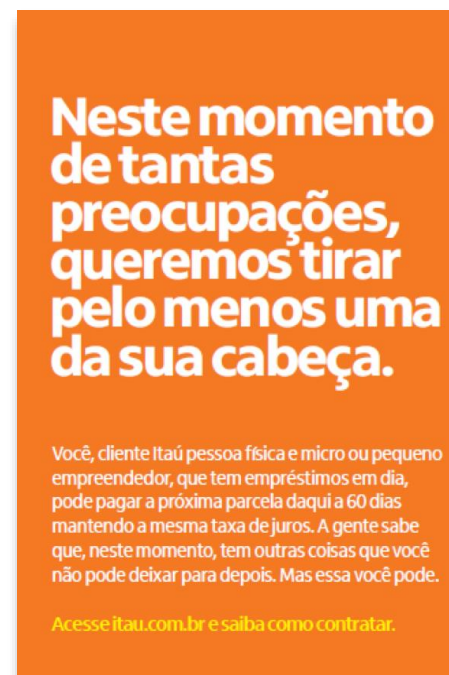 Neste momento
de tantas
preocupações,
queremos tirar
pelo menos uma
da sua cabeça.
Você, cliente Itaú pessoa física e micro ou pequeno
empreendedor, que tem empréstimos em dia,
pode pagar a próxima parcela daqui a 60 dias
mantendo a mesma taxa de juros. A gente sabe
que, neste momento, tem outras coisas que você
não pode deixar para depois. Mas essa você pode.
Acesse itau.com.br e saiba como contratar.